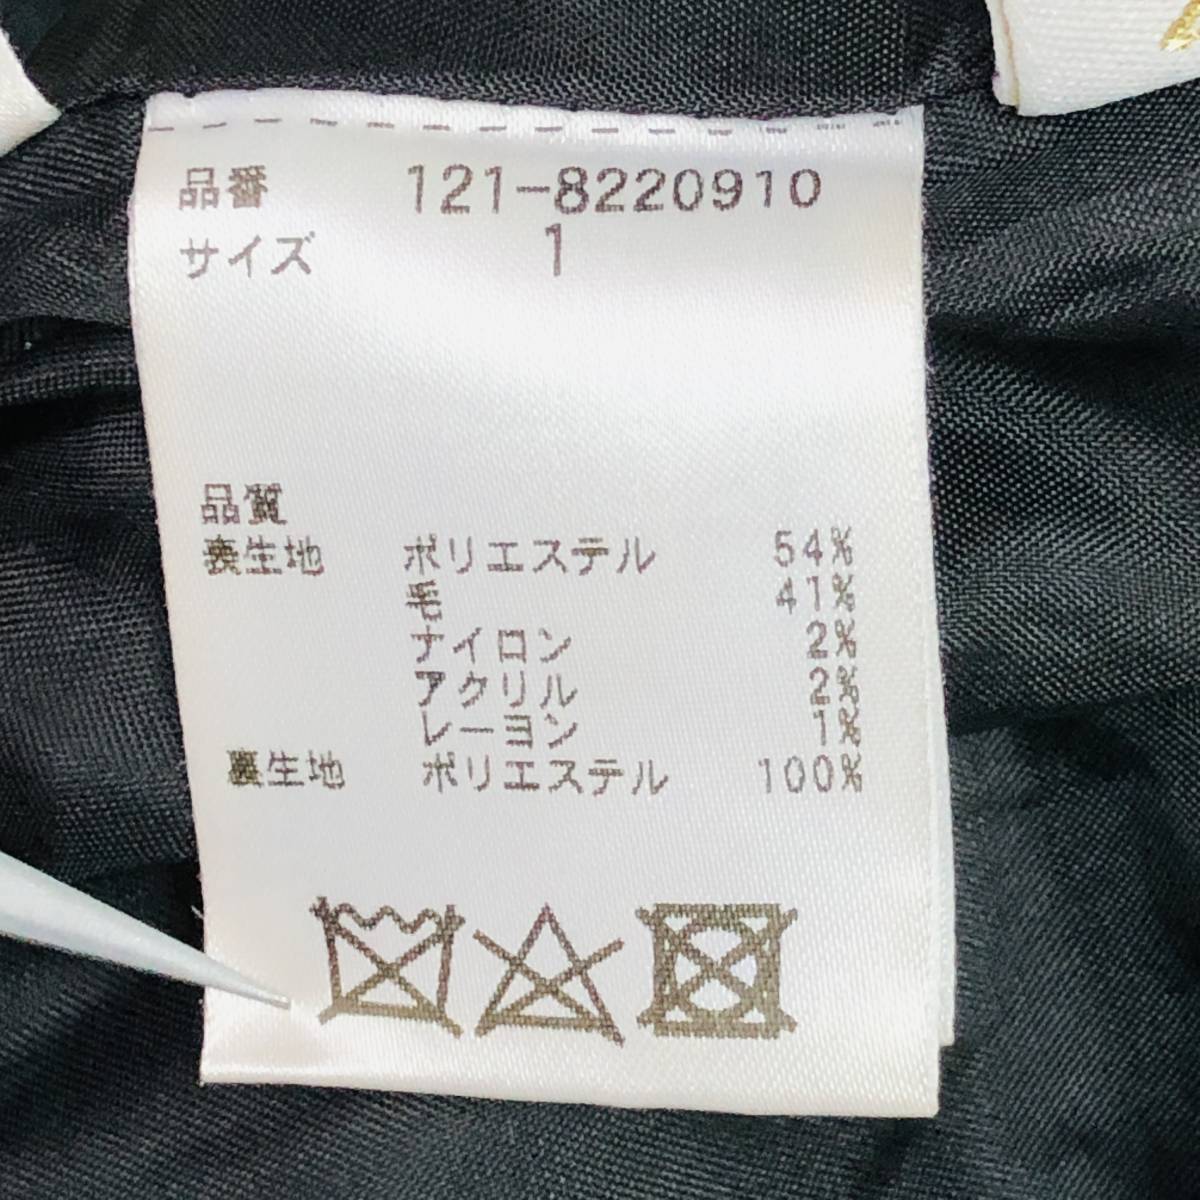 品番 121-8220910
サイズ 1
品質
表生地 ポリエステル 54%
毛 41%
ナイロン 2%
アクリル 2%
レーヨン 1%
裏生地 ポリエステル 100%